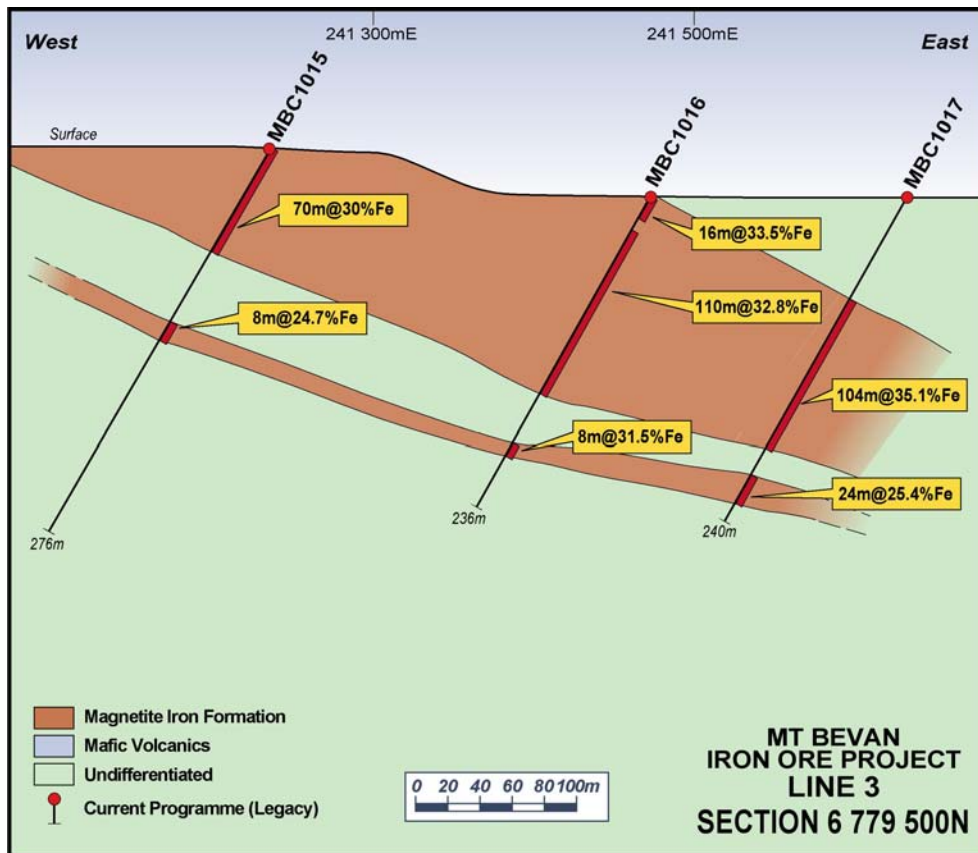 West
241 300mE
241 500mE
East
Surface
MBC1015
MBC1016
MBC1017
70m@30%Fe
16m@33.5%Fe
110m@32.8%Fe
8m@24.7%Fe
104m@35.1%Fe
8m@31.5%Fe
24m@25.4%Fe
276m
236m
240m
Magnetite Iron Formation
Mafic Volcanics
Undifferentiated
Current Programme (Legacy)
0 20 40 60 80 100m
MT BEVAN
IRON ORE PROJECT
LINE 3
SECTION 6 779 500N